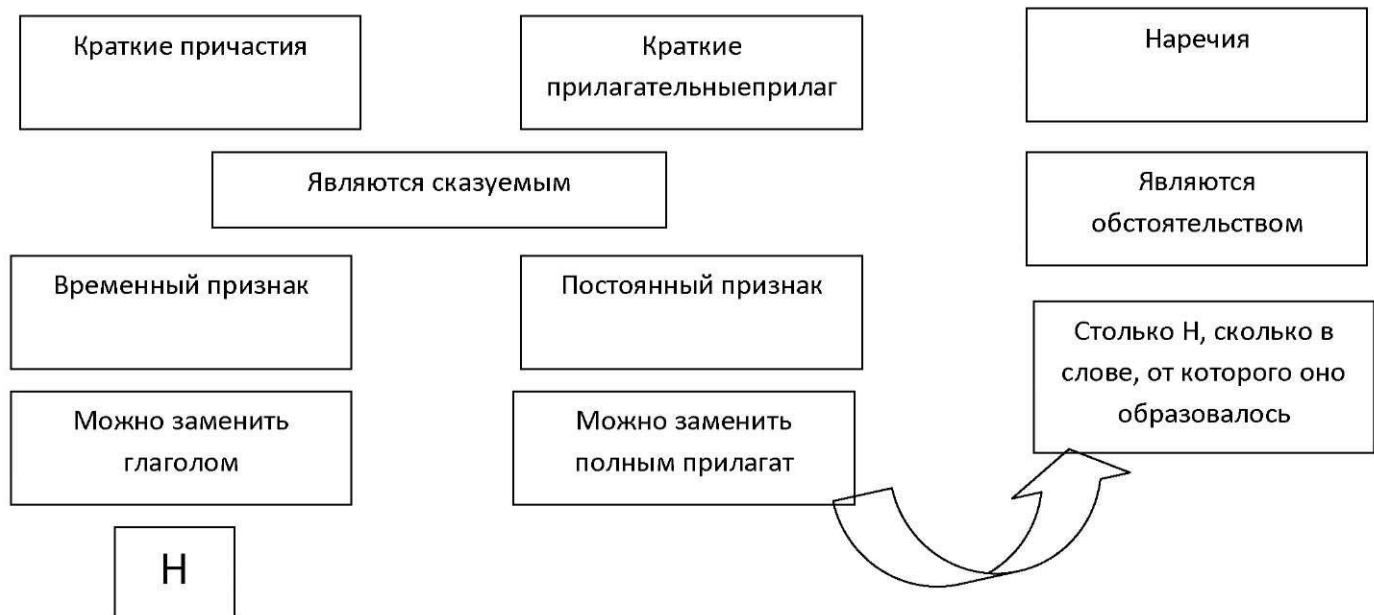 Краткие причастия
Краткие
прилагательныеприлаг
Наречия
Являются сказуемым
Являются
обстоятельством
Временный признак
Постоянный признак
Столько Н, сколько в
слове, от которого оно
образовалось
Можно заменить
глаголом
Можно заменить
полным прилагат
Н